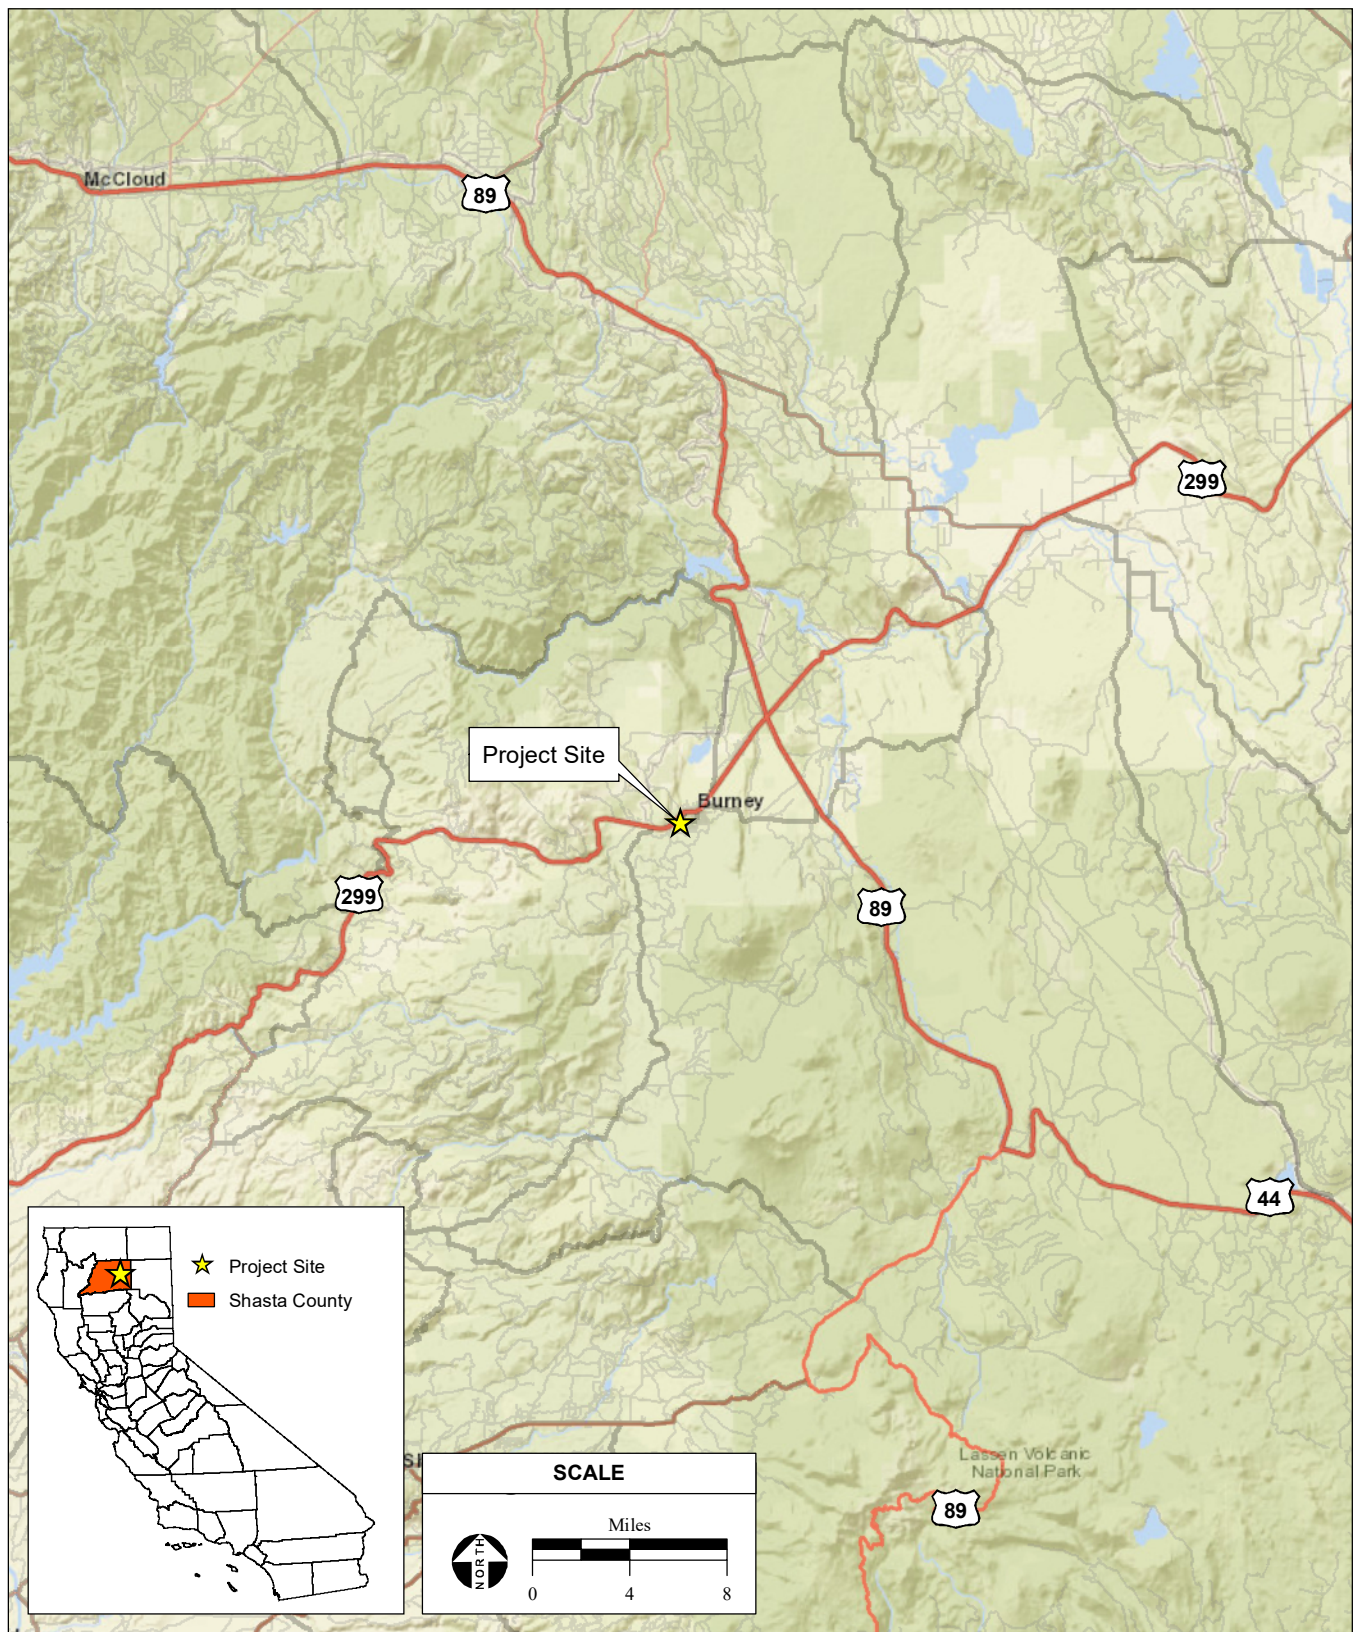 McCloud
89
299
Project Site
Burney
299
89
44
Project Site
Shasta County
Lassen Volcanic
National Park
89
SCALE
Miles
NORTH
0 4 8